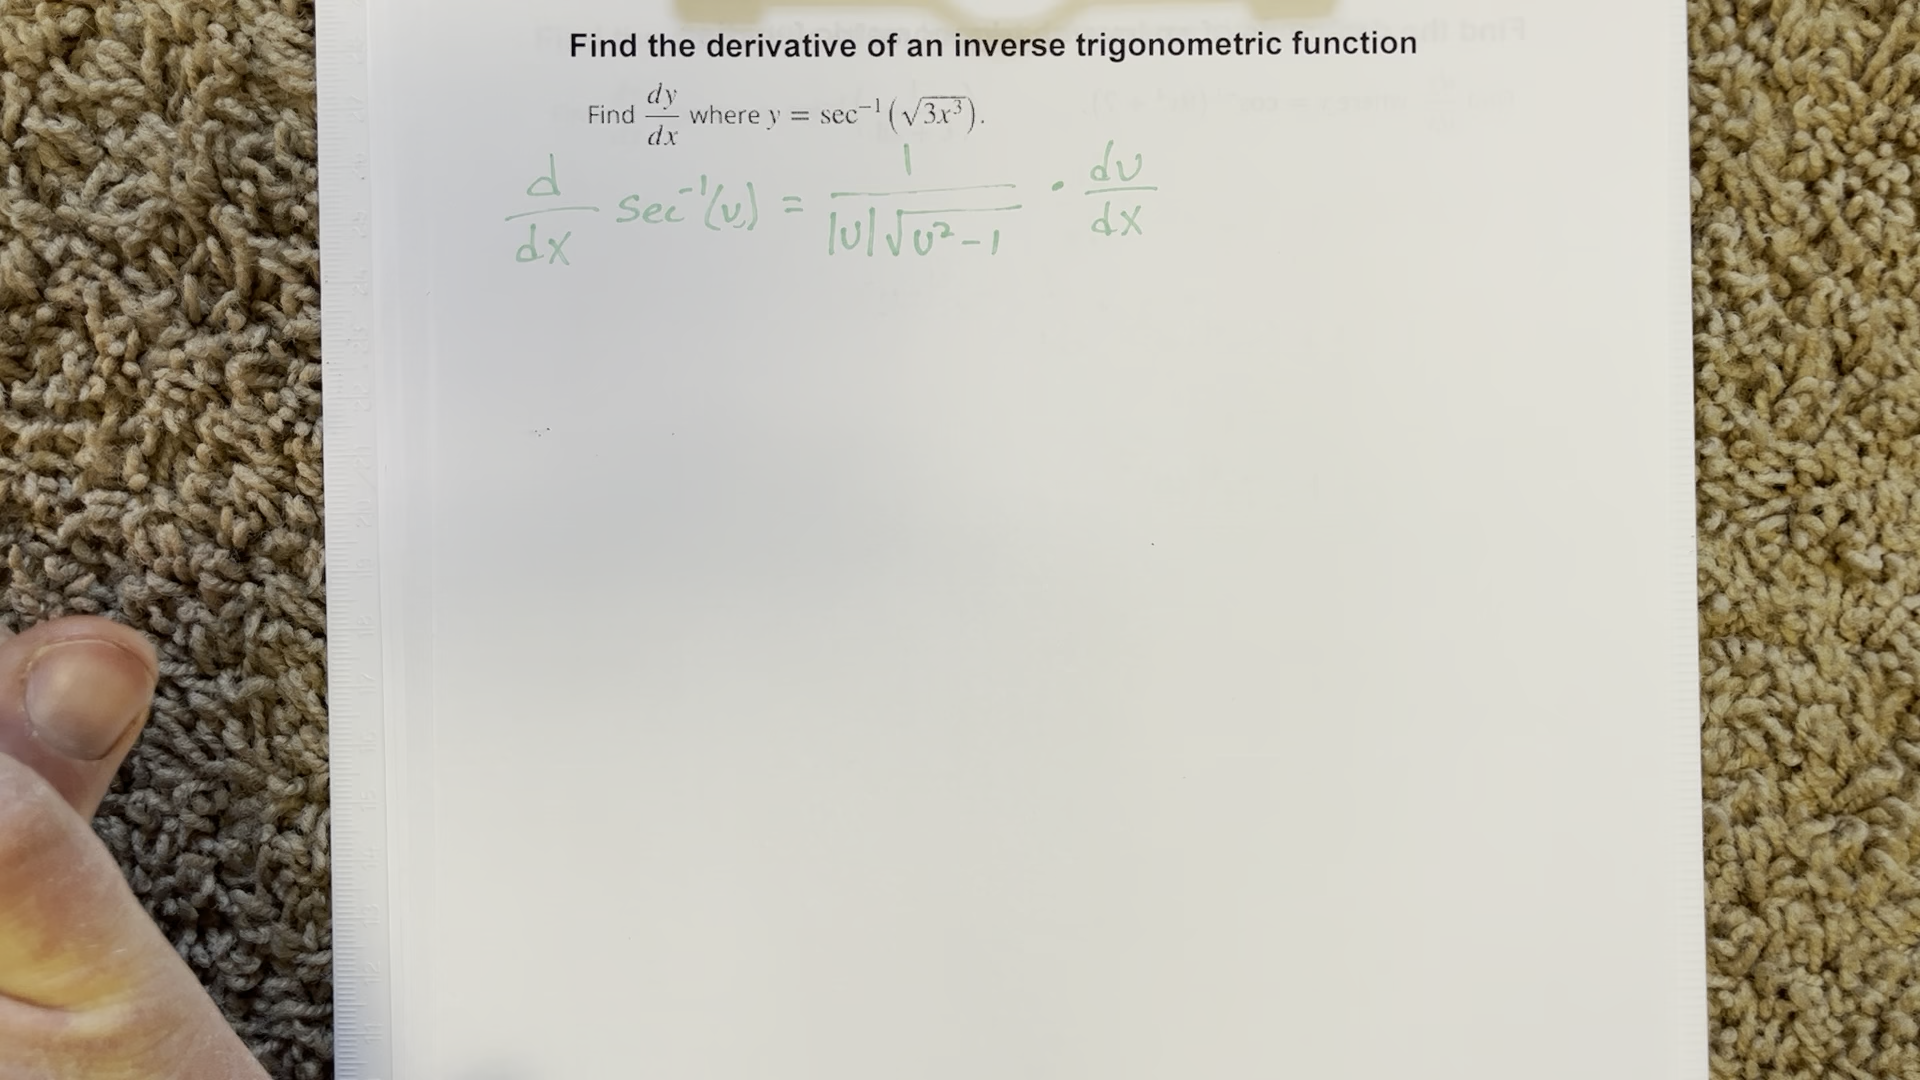 Find the derivative of an inverse trigonometric function
Find dy/dx where y = sec⁻¹(√(3x³)).
d/dx sec⁻¹(u) = 1/(|u|√(u²-1)) · du/dx